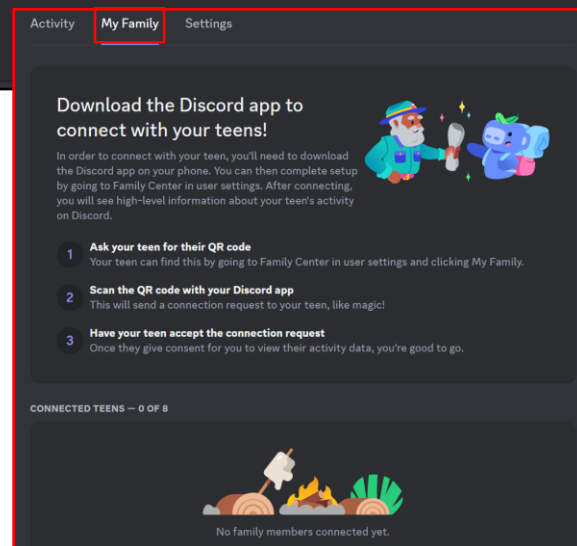 Activity My Family Settings
Download the Discord app to
connect with your teens!
In order to connect with your teen, you'll need to download
the Discord app on your phone. You can then complete setup
by going to Family Center in user settings. After connecting,
you will see high-level information about your teen's activity
on Discord.
1 Ask your teen for their QR code
Your teen can find this by going to Family Center in user settings and clicking My Family.
2 Scan the QR code with your Discord app
This will send a connection request to your teen, like magic!
3 Have your teen accept the connection request
Once they give consent for you to view their activity data, you're good to go.
CONNECTED TEENS — 0 OF 8
No family members connected yet.